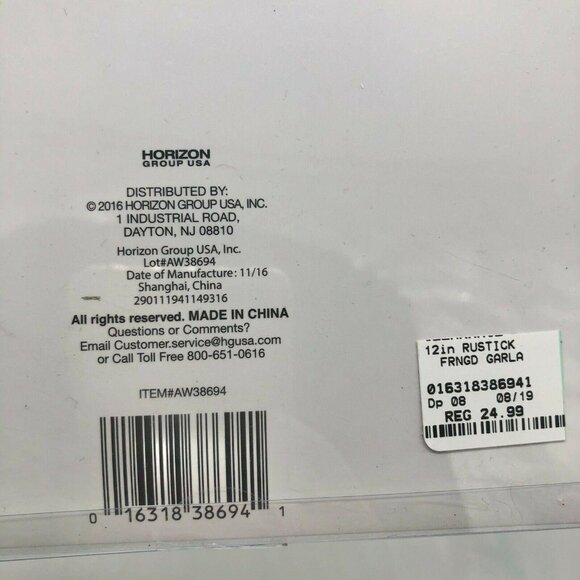 HORIZON
GROUP USA
DISTRIBUTED BY:
© 2016 HORIZON GROUP USA, INC.
1 INDUSTRIAL ROAD,
DAYTON, NJ 08810
Horizon Group USA, Inc.
Lot#AW38694
Date of Manufacture: 11/16
Shanghai, China
290111941149316
All rights reserved. MADE IN CHINA
Questions or Comments?
Email Customer.service@hgusa.com
or Call Toll Free 800-651-0616
ITEM#AW38694
0 16318 38694 1
12in RUSTICK
FRNGD GARLA
016318386941
Dp 08 08/19
REG 24.99